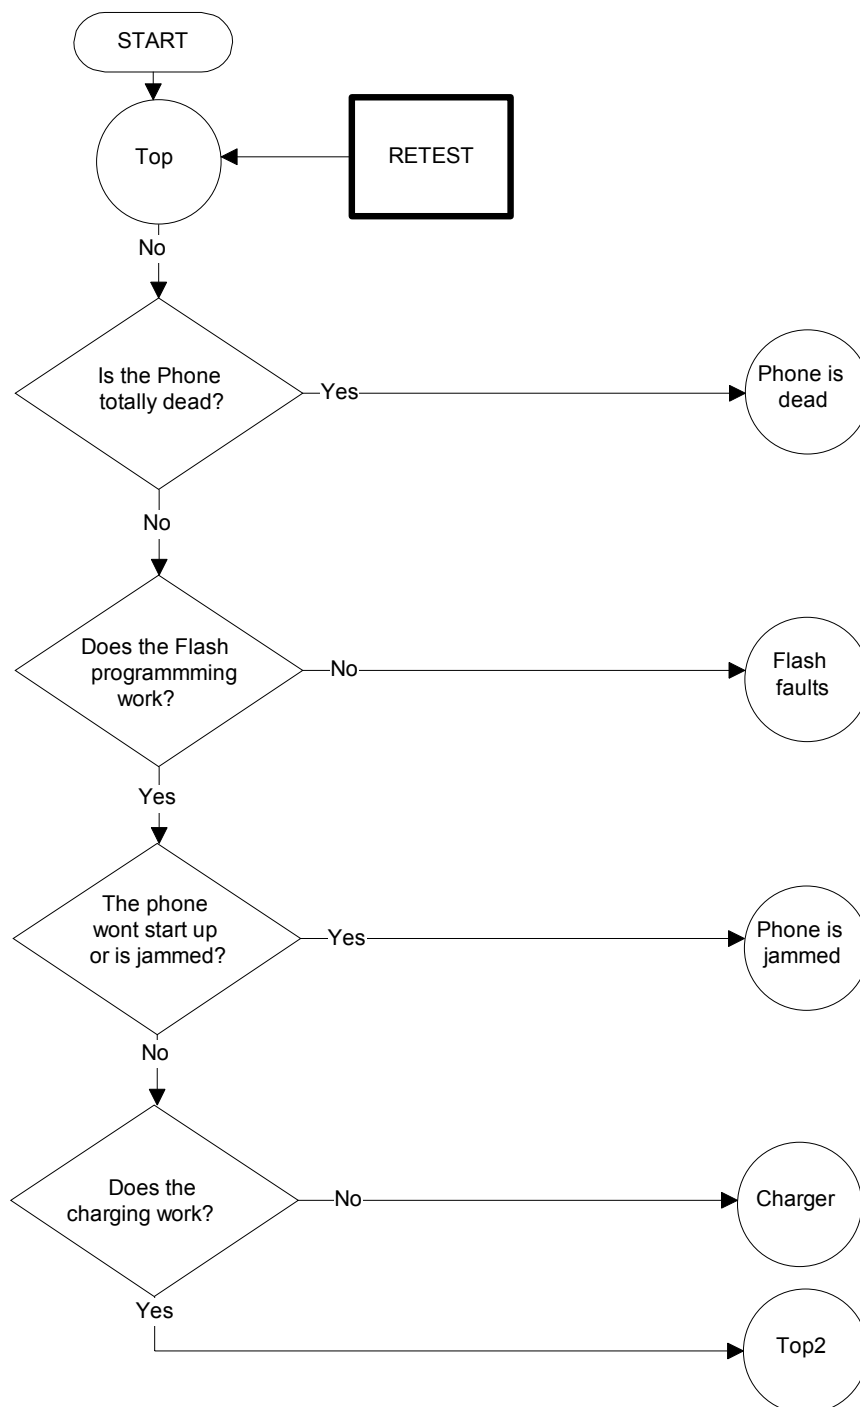 START
Top
RETEST
No
Is the Phone
totally dead?
Yes
Phone is
dead
No
Does the Flash
programmming
work?
No
Flash
faults
Yes
The phone
wont start up
or is jammed?
Yes
Phone is
jammed
No
Does the
charging work?
No
Charger
Yes
Top2